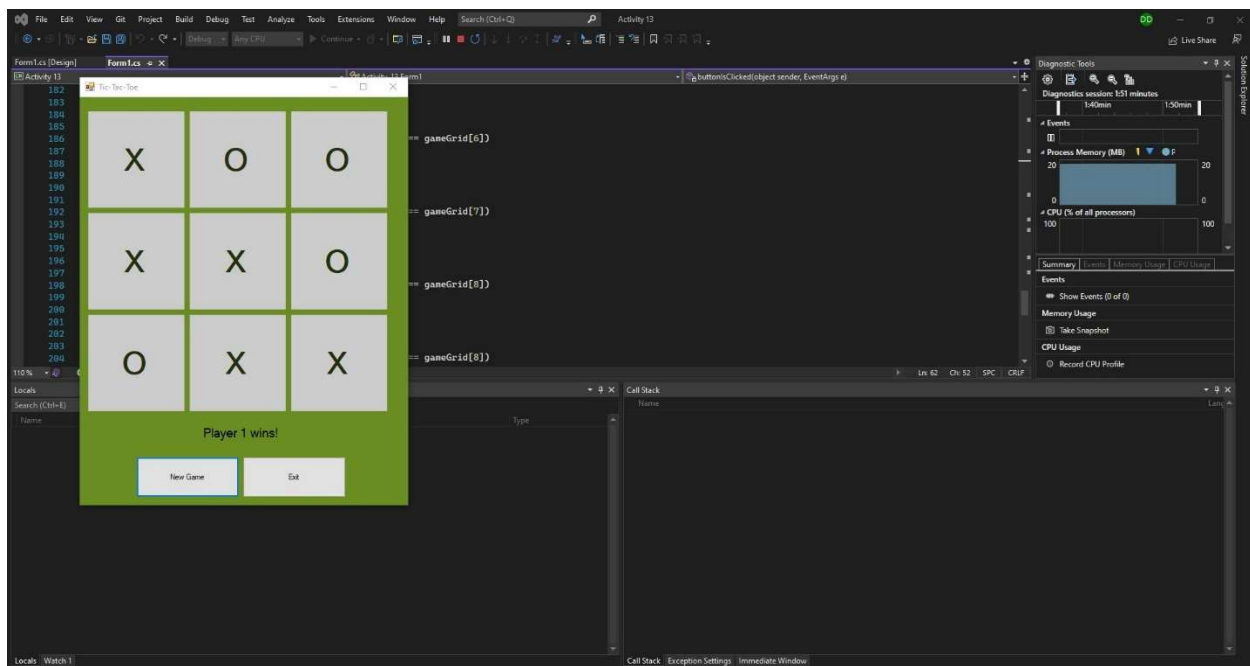 File Edit View Git Project Build Debug Test Analyze Tools Extensions Window Help Search (Ctrl+Q) Activity 13 DD
Debug Any CPU Continue Live Share
Form1.cs [Design] Form1.cs Diagnostic Tools
Activity 13 buttonisClicked(object sender, EventArgs e)
Solution Explorer
Tic-Tac-Toe
X O O
X X O
O X X
Player 1 wins!
New Game Exit
182
183
184
185
186 == gameGrid[6])
187
188
189
190
191
192 == gameGrid[7])
193
194
195
196
197
198 == gameGrid[8])
199
200
201
202
203
204 == gameGrid[8])
110 % Ln: 62 Ch: 52 SPC CRLF
Diagnostics session: 1:51 minutes
1:40min 1:50min
Events
Process Memory (MB) P
20 20
0 0
CPU (% of all processors)
100 100
Summary Events Memory Usage CPU Usage
Events
Show Events (0 of 0)
Memory Usage
Take Snapshot
CPU Usage
Record CPU Profile
Locals
Search (Ctrl+E)
Name Type
Call Stack
Name Lang
Locals Watch 1
Call Stack Exception Settings Immediate Window